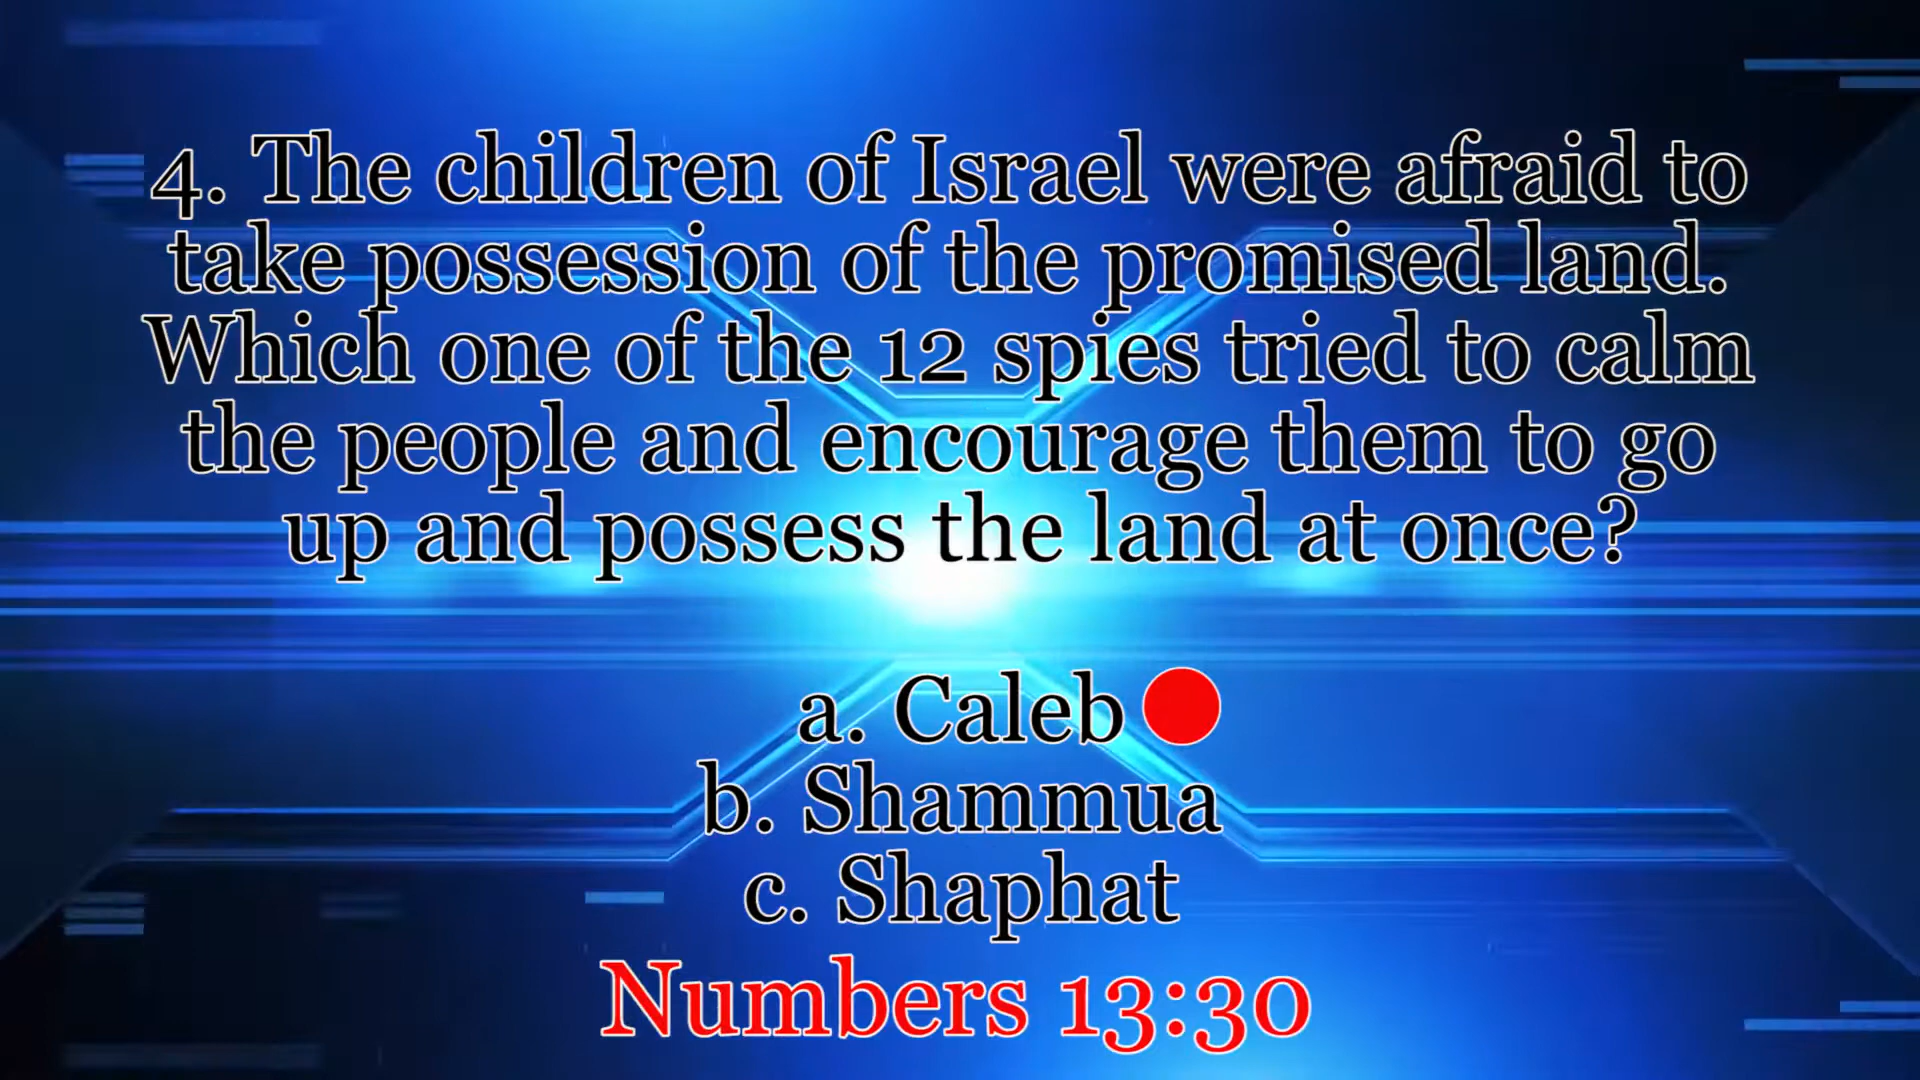 4. The children of Israel were afraid to
take possession of the promised land.
Which one of the 12 spies tried to calm
the people and encourage them to go
up and possess the land at once?
a. Caleb
b. Shammua
c. Shaphat
Numbers 13:30